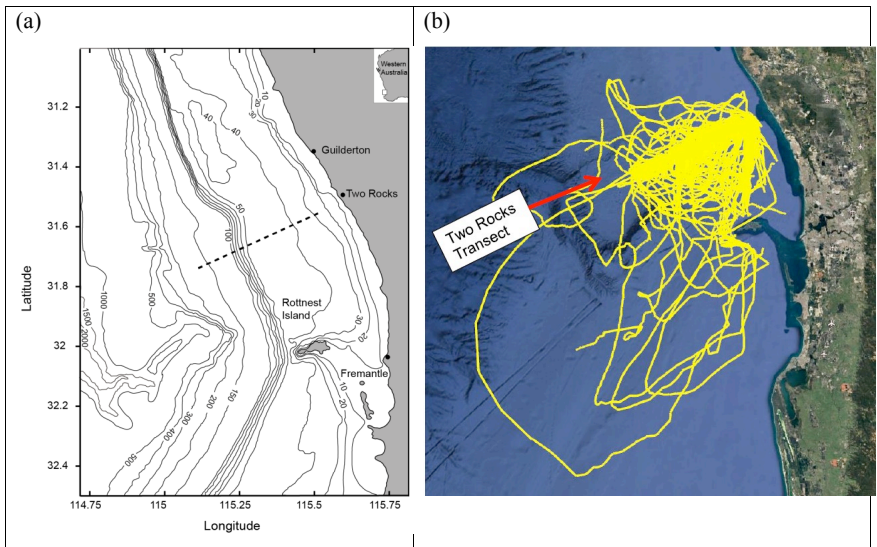 (a)
Western
Australia
31.2
31.4
31.6
31.8
32
32.2
32.4
Latitude
114.75
115
115.25
115.5
115.75
Longitude
10
20
30
40
40
Guilderton
Two Rocks
50
100
500
1000
1500
2000
Rottnest
Island
30
20
Fremantle
10
20
150
200
300
400
500
(b)
Two Rocks
Transect